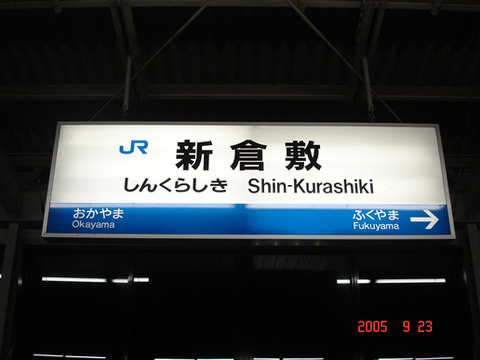 JR 新倉敷
しんくらしき Shin-Kurashiki
おかやま ふくやま →
Okayama Fukuyama
2005 9 23